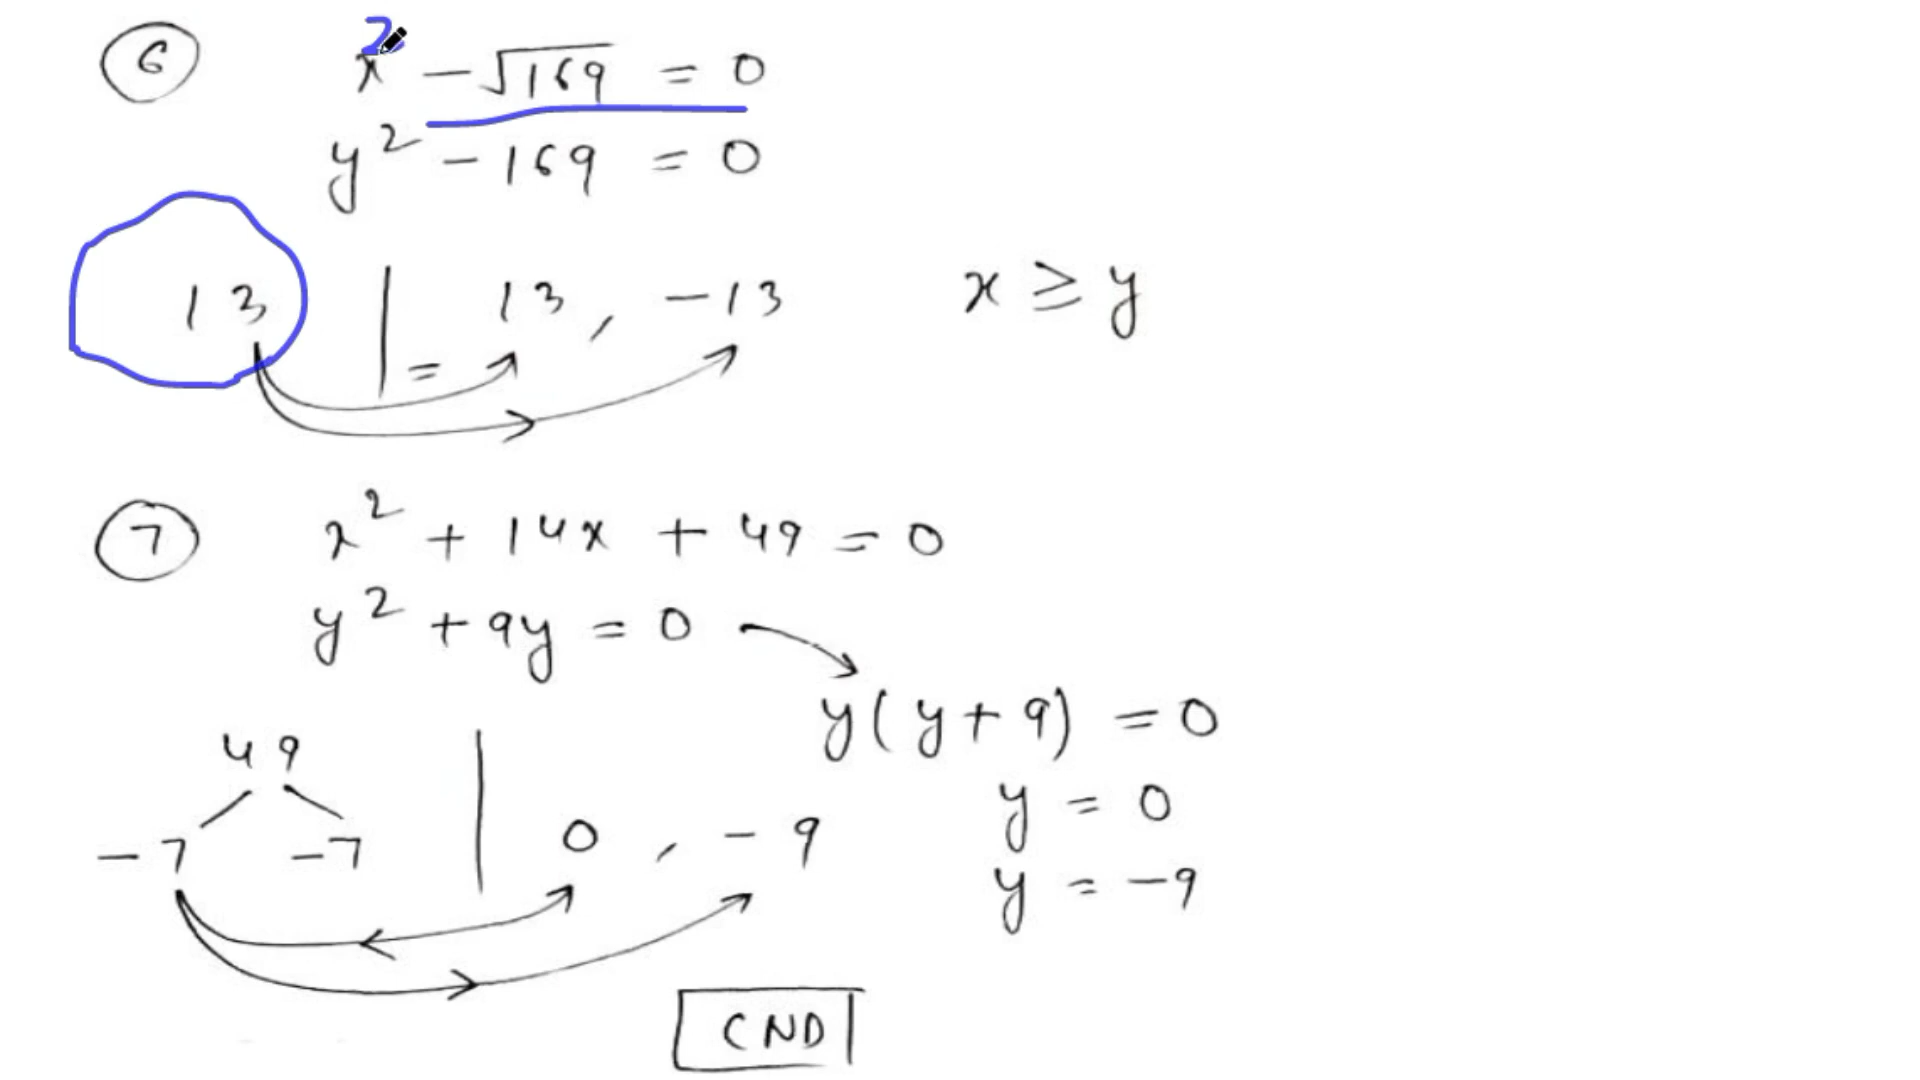 6
x² - √169 = 0
y² - 169 = 0
13 | = 13, -13
x ≥ y
7
x² + 14x + 49 = 0
y² + 9y = 0
y(y + 9) = 0
y = 0
y = -9
49
-7 -7 | 0, -9
CND